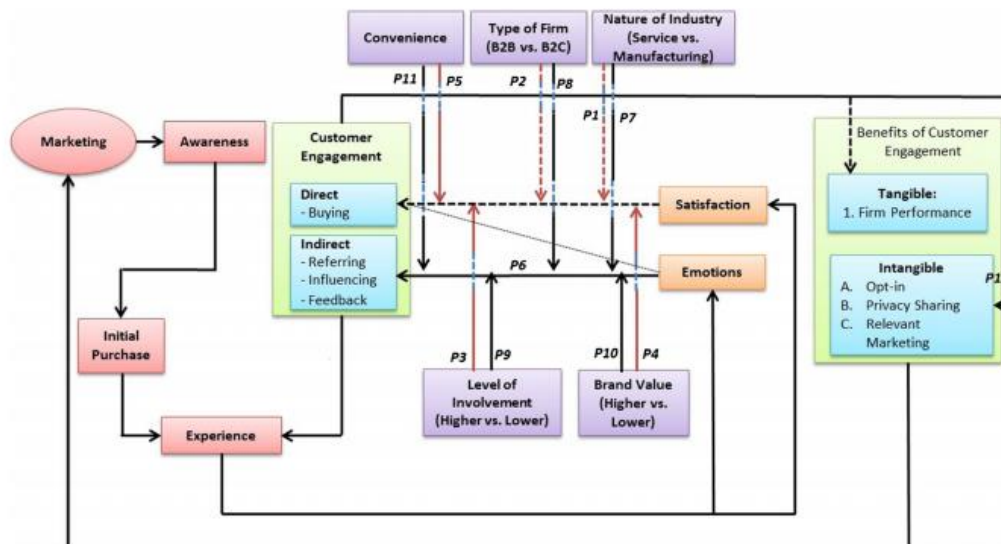 Convenience
Type of Firm
(B2B vs. B2C)
Nature of Industry
(Service vs.
Manufacturing)
P11
P5
P2
P8
P1
P7
Marketing
Awareness
Customer
Engagement
Direct
- Buying
Indirect
- Referring
- Influencing
- Feedback
Satisfaction
Emotions
P6
Benefits of Customer
Engagement
Tangible:
1. Firm Performance
Intangible
A. Opt-in
B. Privacy Sharing
C. Relevant
Marketing
Initial
Purchase
Experience
P3
P9
P10
P4
Level of
Involvement
(Higher vs. Lower)
Brand Value
(Higher vs.
Lower)